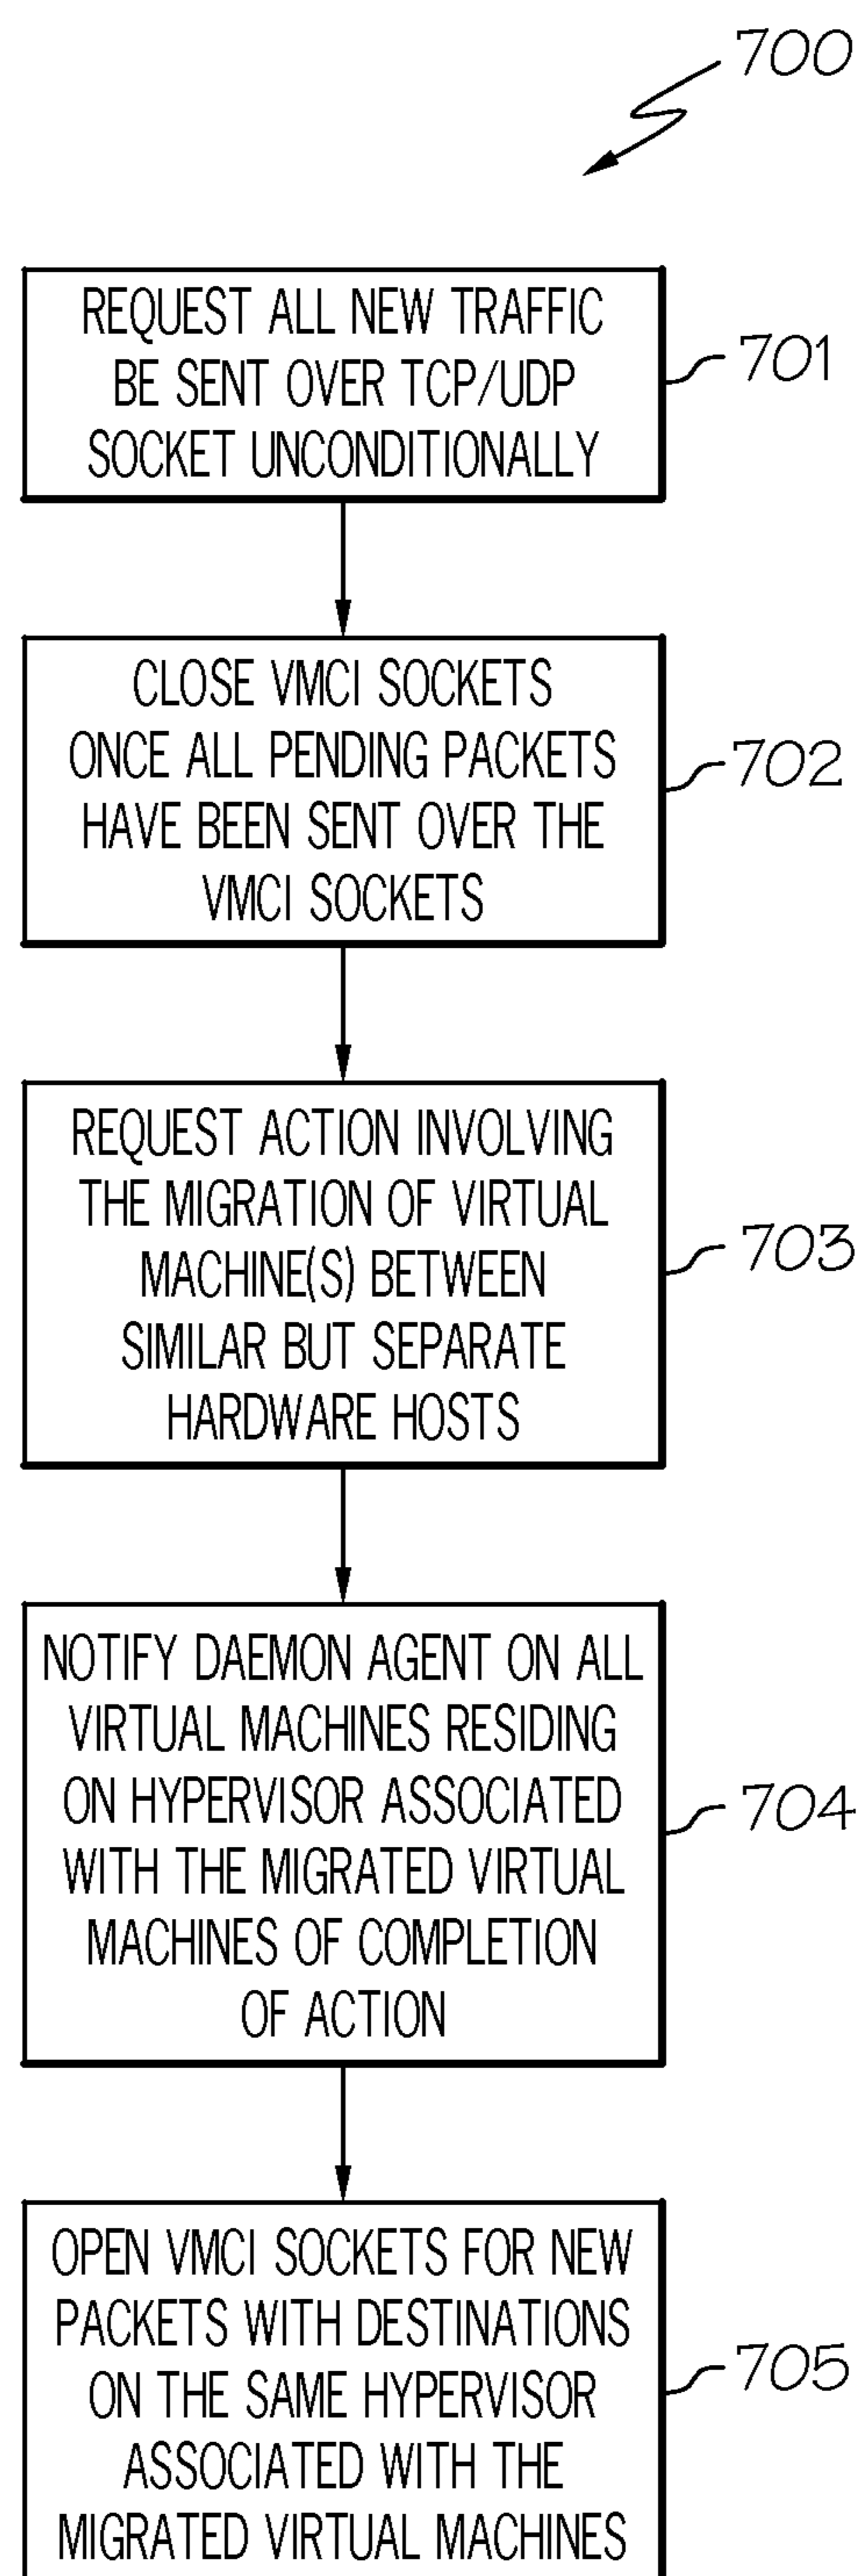 700
REQUEST ALL NEW TRAFFIC
BE SENT OVER TCP/UDP
SOCKET UNCONDITIONALLY
701
CLOSE VMCI SOCKETS
ONCE ALL PENDING PACKETS
HAVE BEEN SENT OVER THE
VMCI SOCKETS
702
REQUEST ACTION INVOLVING
THE MIGRATION OF VIRTUAL
MACHINE(S) BETWEEN
SIMILAR BUT SEPARATE
HARDWARE HOSTS
703
NOTIFY DAEMON AGENT ON ALL
VIRTUAL MACHINES RESIDING
ON HYPERVISOR ASSOCIATED
WITH THE MIGRATED VIRTUAL
MACHINES OF COMPLETION
OF ACTION
704
OPEN VMCI SOCKETS FOR NEW
PACKETS WITH DESTINATIONS
ON THE SAME HYPERVISOR
ASSOCIATED WITH THE
MIGRATED VIRTUAL MACHINES
705